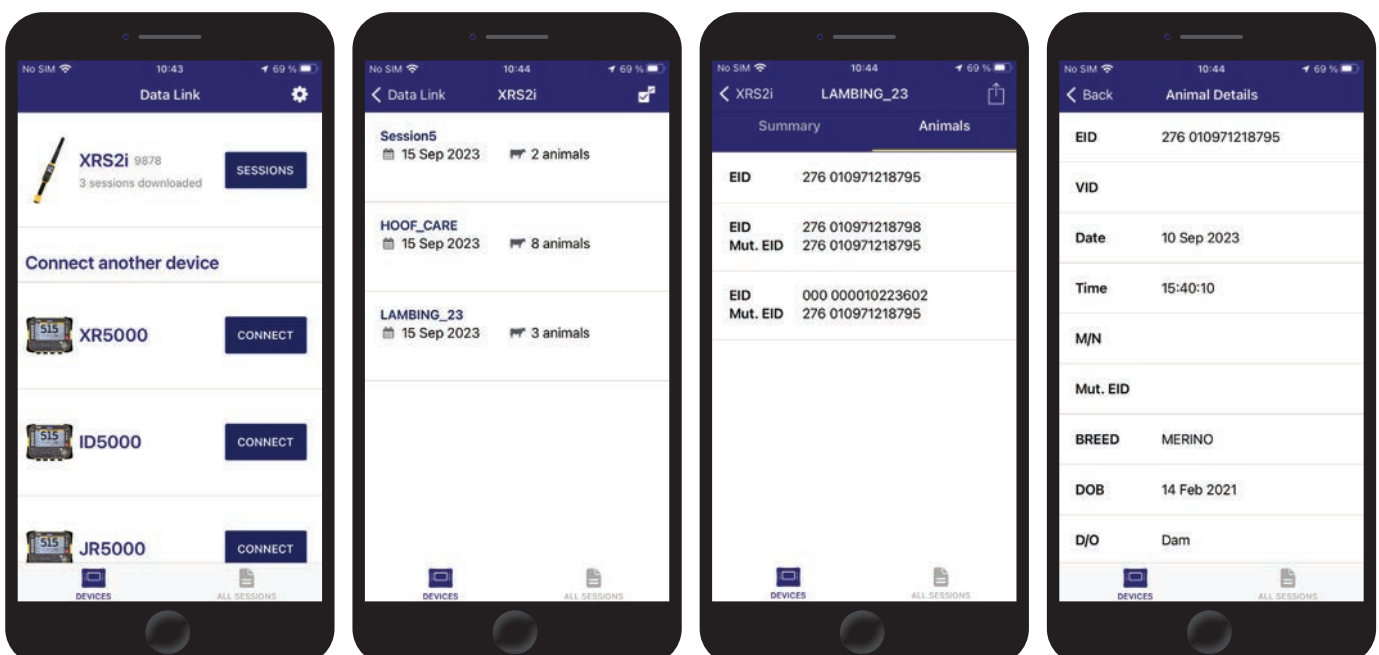 No SIM 10:43 69 %
Data Link
XRS2i 9878
3 sessions downloaded
SESSIONS
Connect another device
515
XR5000
CONNECT
515
ID5000
CONNECT
515
JR5000
CONNECT
DEVICES
ALL SESSIONS
No SIM 10:44 69 %
Data Link XRS2i
Session5
15 Sep 2023 2 animals
HOOF_CARE
15 Sep 2023 8 animals
LAMBING_23
15 Sep 2023 3 animals
DEVICES
ALL SESSIONS
No SIM 10:44 69 %
XRS2i LAMBING_23
Summary Animals
EID 276 010971218795
EID 276 010971218798
Mut. EID 276 010971218795
EID 000 000010223602
Mut. EID 276 010971218795
DEVICES
ALL SESSIONS
No SIM 10:44 69 %
Back Animal Details
EID 276 010971218795
VID
Date 10 Sep 2023
Time 15:40:10
M/N
Mut. EID
BREED MERINO
DOB 14 Feb 2021
D/O Dam
DEVICES
ALL SESSIONS